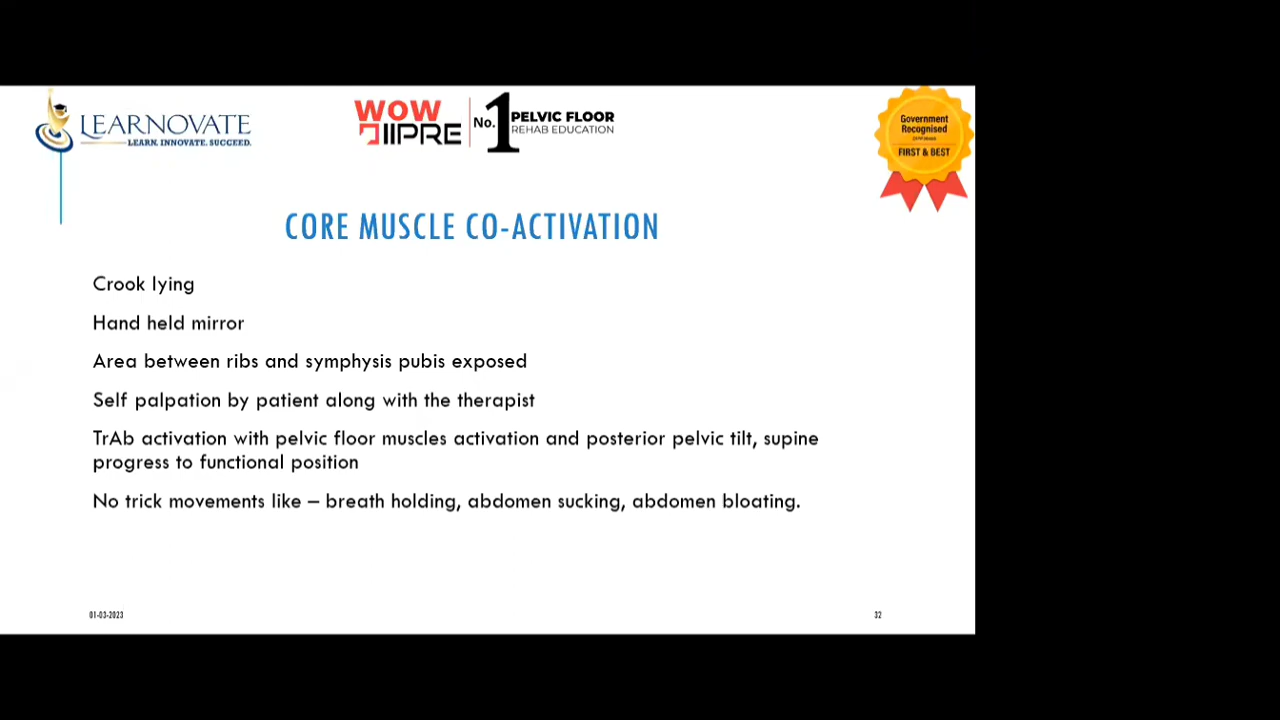 LEARNOVATE
LEARN. INNOVATE. SUCCEED.
WOW
IIPRE
No. 1 PELVIC FLOOR
REHAB EDUCATION
Government
Recognised
FIRST & BEST
CORE MUSCLE CO-ACTIVATION
Crook lying
Hand held mirror
Area between ribs and symphysis pubis exposed
Self palpation by patient along with the therapist
TrAb activation with pelvic floor muscles activation and posterior pelvic tilt, supine
progress to functional position
No trick movements like – breath holding, abdomen sucking, abdomen bloating.
01-03-2023
32